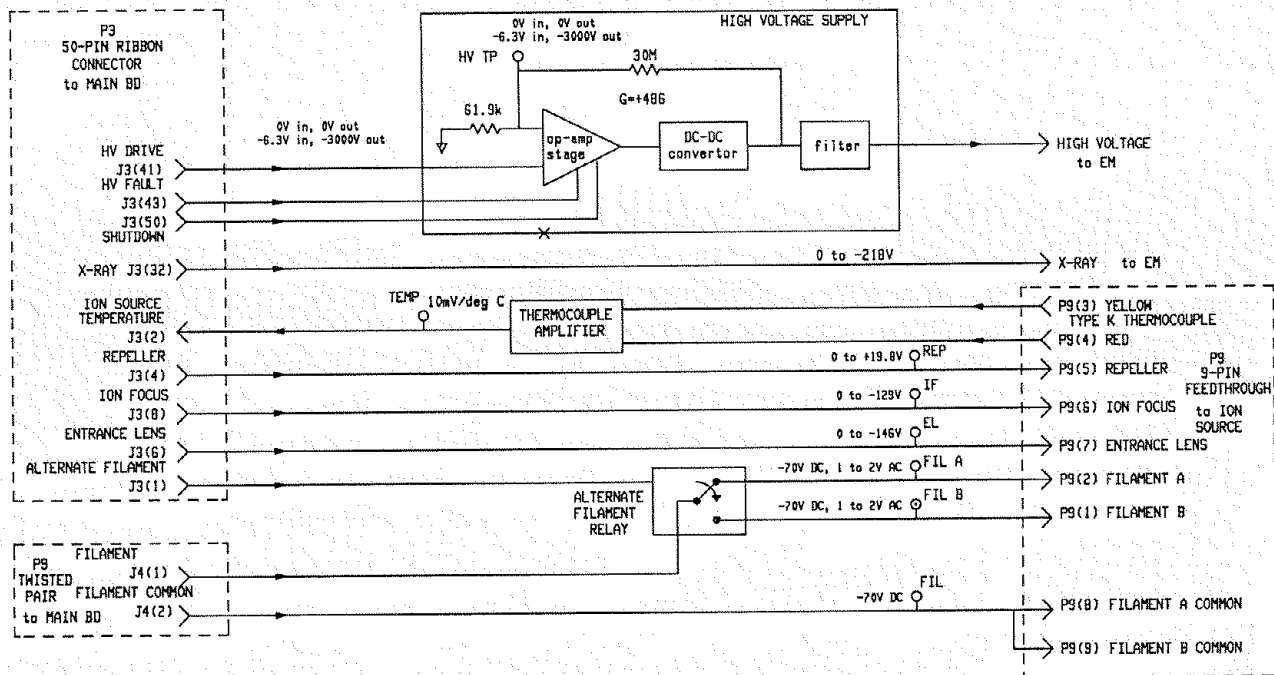 P3
50-PIN RIBBON
CONNECTOR
to MAIN BD
0V in, 0V out
-6.3V in, -3000V out
HV DRIVE
J3(41)
HV FAULT
J3(43)
J3(50)
SHUTDOWN
X-RAY J3(32)
ION SOURCE
TEMPERATURE
J3(2)
REPELLER
J3(4)
ION FOCUS
J3(8)
ENTRANCE LENS
J3(6)
ALTERNATE FILAMENT
J3(1)
HIGH VOLTAGE SUPPLY
0V in, 0V out
-6.3V in, -3000V out
HV TP
30M
G=+486
61.9k
op-amp
stage
DC-DC
convertor
filter
HIGH VOLTAGE
to EM
0 to -218V
X-RAY to EM
TEMP
10mV/deg C
THERMOCOUPLE
AMPLIFIER
P9(3) YELLOW
TYPE K THERMOCOUPLE
P9(4) RED
0 to +19.8V
REP
P9(5) REPELLER
0 to -129V
IF
P9(6) ION FOCUS
0 to -146V
EL
P9(7) ENTRANCE LENS
P9
9-PIN
FEEDTHROUGH
to ION
SOURCE
ALTERNATE
FILAMENT
RELAY
-70V DC, 1 to 2V AC
FIL A
P9(2) FILAMENT A
-70V DC, 1 to 2V AC
FIL B
P9(1) FILAMENT B
P9
TWISTED
PAIR
to MAIN BD
FILAMENT
J4(1)
FILAMENT COMMON
J4(2)
-70V DC
FIL
P9(8) FILAMENT A COMMON
P9(9) FILAMENT B COMMON